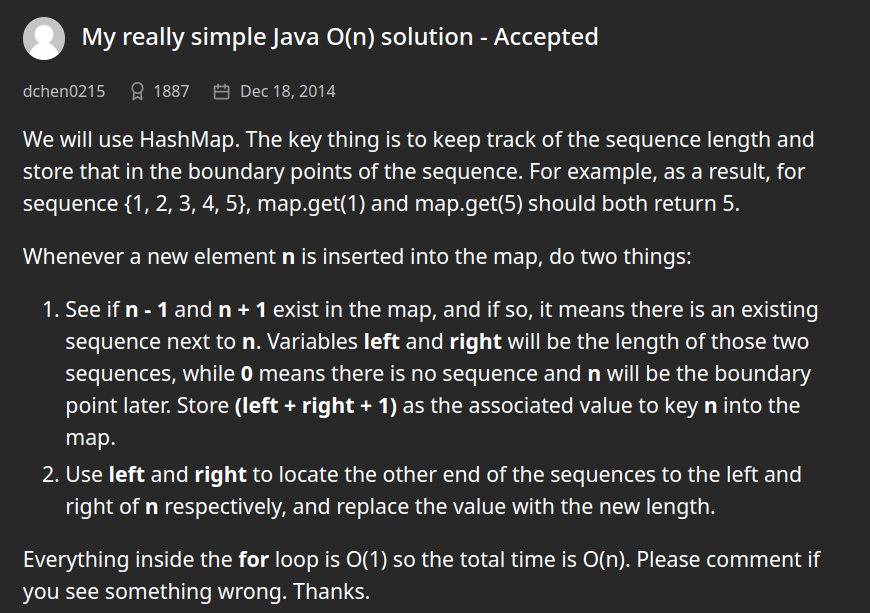 My really simple Java O(n) solution - Accepted
dchen0215 1887 Dec 18, 2014
We will use HashMap. The key thing is to keep track of the sequence length and
store that in the boundary points of the sequence. For example, as a result, for
sequence {1, 2, 3, 4, 5}, map.get(1) and map.get(5) should both return 5.
Whenever a new element n is inserted into the map, do two things:
1. See if n - 1 and n + 1 exist in the map, and if so, it means there is an existing
sequence next to n. Variables left and right will be the length of those two
sequences, while 0 means there is no sequence and n will be the boundary
point later. Store (left + right + 1) as the associated value to key n into the
map.
2. Use left and right to locate the other end of the sequences to the left and
right of n respectively, and replace the value with the new length.
Everything inside the for loop is O(1) so the total time is O(n). Please comment if
you see something wrong. Thanks.